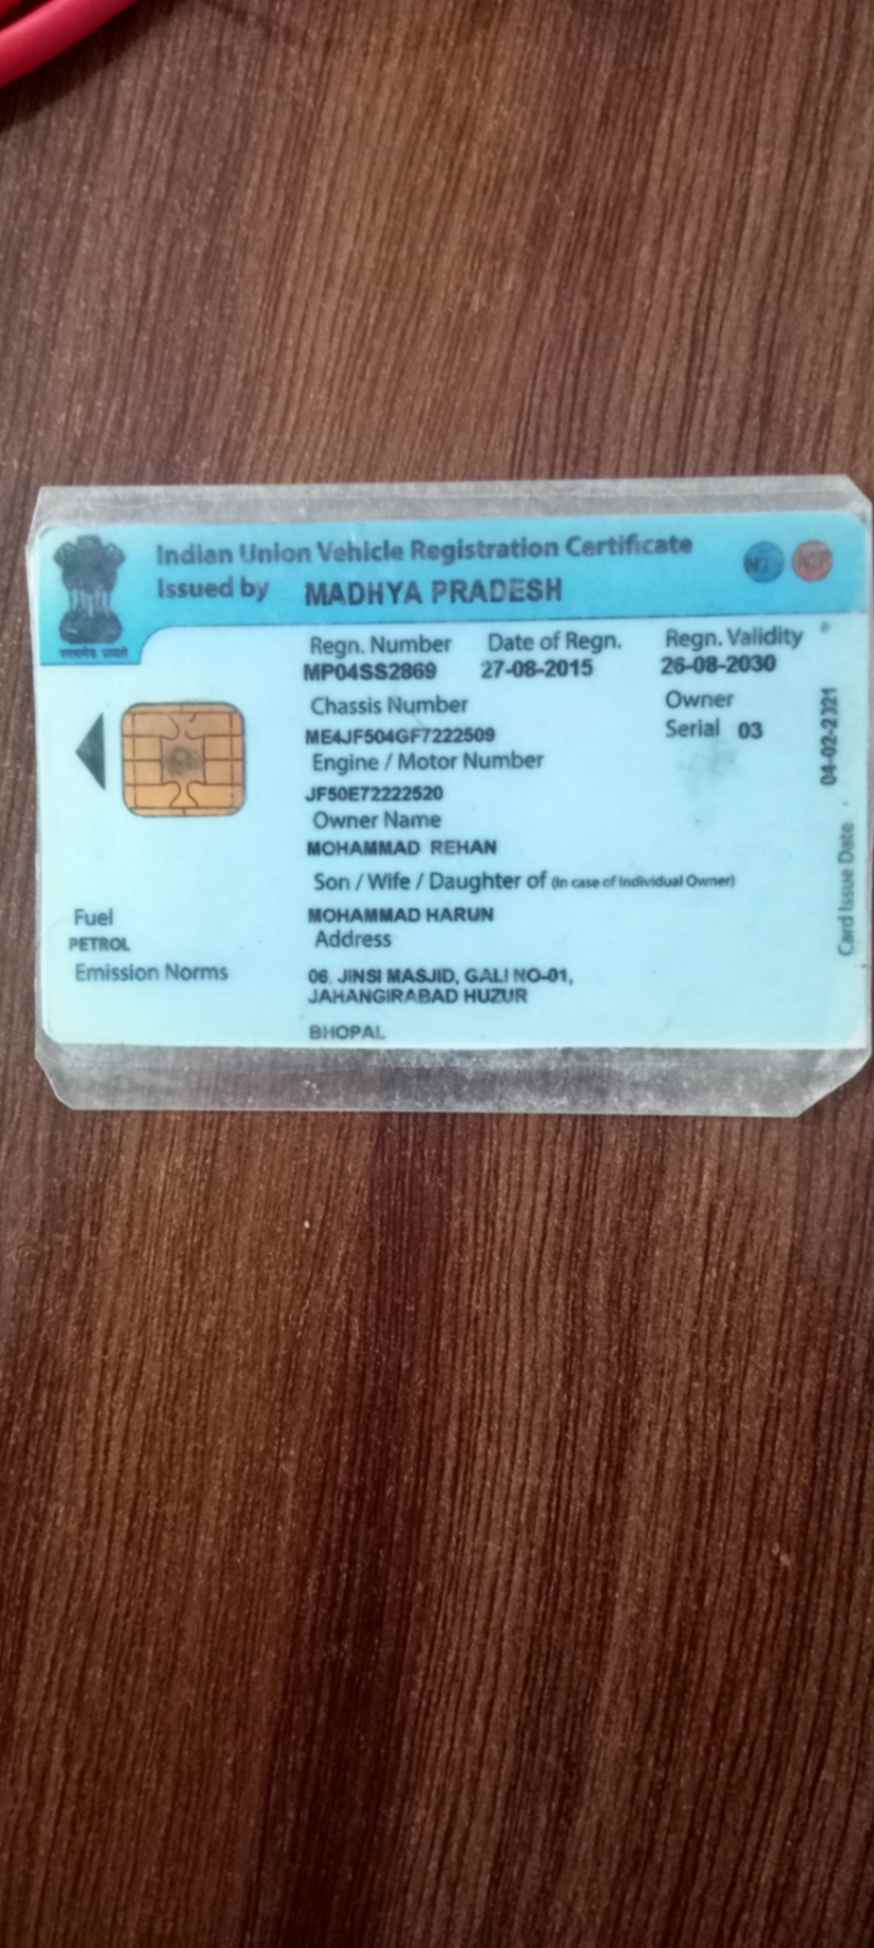 Indian Union Vehicle Registration Certificate
Issued by MADHYA PRADESH
Regn. Number Date of Regn. Regn. Validity
MP04SS2869 27-08-2015 26-08-2030
Chassis Number Owner
ME4JF504GF7222509 Serial 03
Engine / Motor Number
JF50E72222520
Owner Name
MOHAMMAD REHAN
Son / Wife / Daughter of (In case of Individual Owner)
Fuel MOHAMMAD HARUN
PETROL Address
Emission Norms 06, JINSI MASJID, GALI NO-01,
JAHANGIRABAD HUZUR
BHOPAL
Card Issue Date 04-02-2021
सत्यमेव जयते